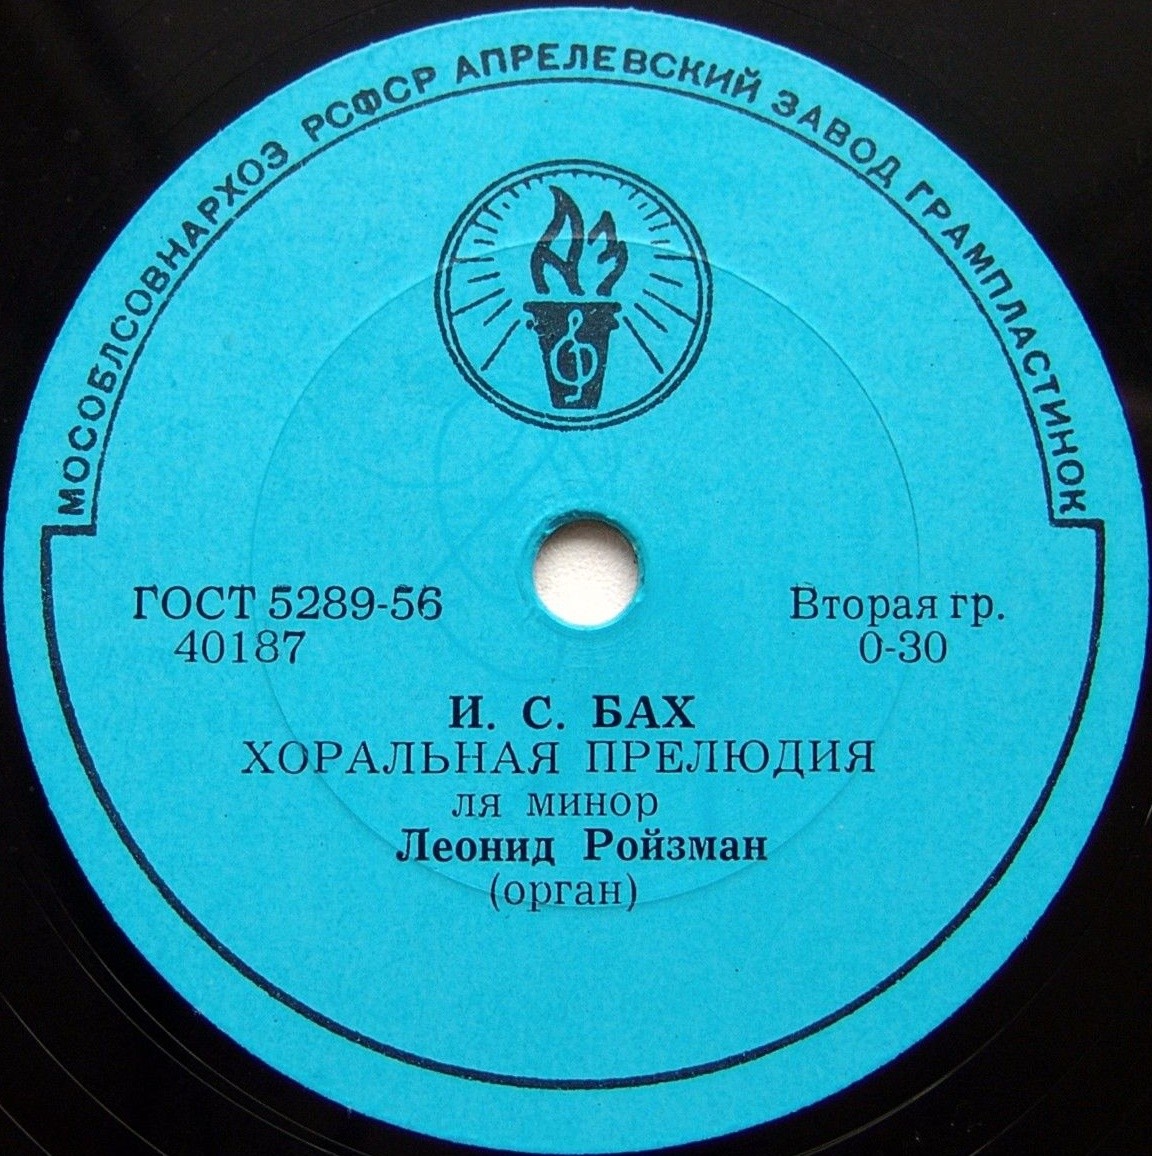 МОСОБЛСОВНАРХОЗ РСФСР АПРЕЛЕВСКИЙ ЗАВОД ГРАМПЛАСТИНОК
АЗ
ГОСТ 5289-56
40187
Вторая гр.
0-30
И. С. БАХ
ХОРАЛЬНАЯ ПРЕЛЮДИЯ
ля минор
Леонид Ройзман
(орган)